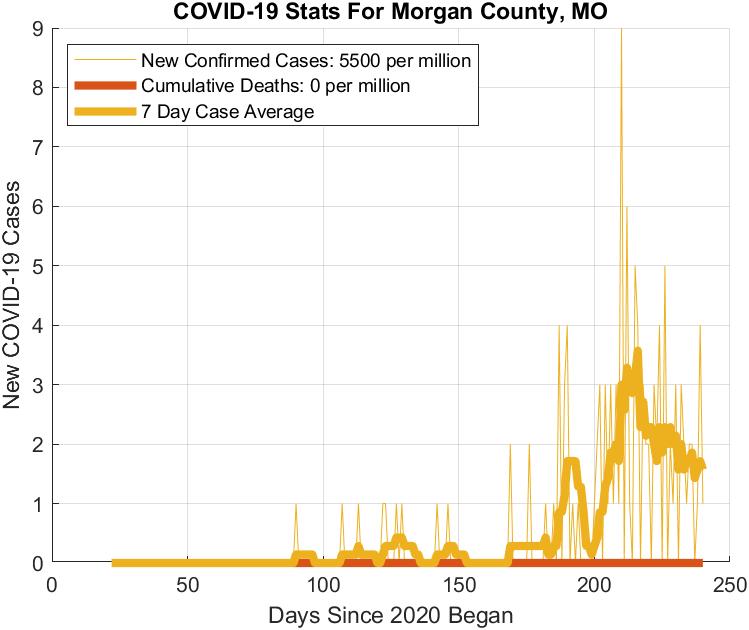 COVID-19 Stats For Morgan County, MO
New Confirmed Cases: 5500 per million
Cumulative Deaths: 0 per million
7 Day Case Average
New COVID-19 Cases
9
8
7
6
5
4
3
2
1
0
0 50 100 150 200 250
Days Since 2020 Began